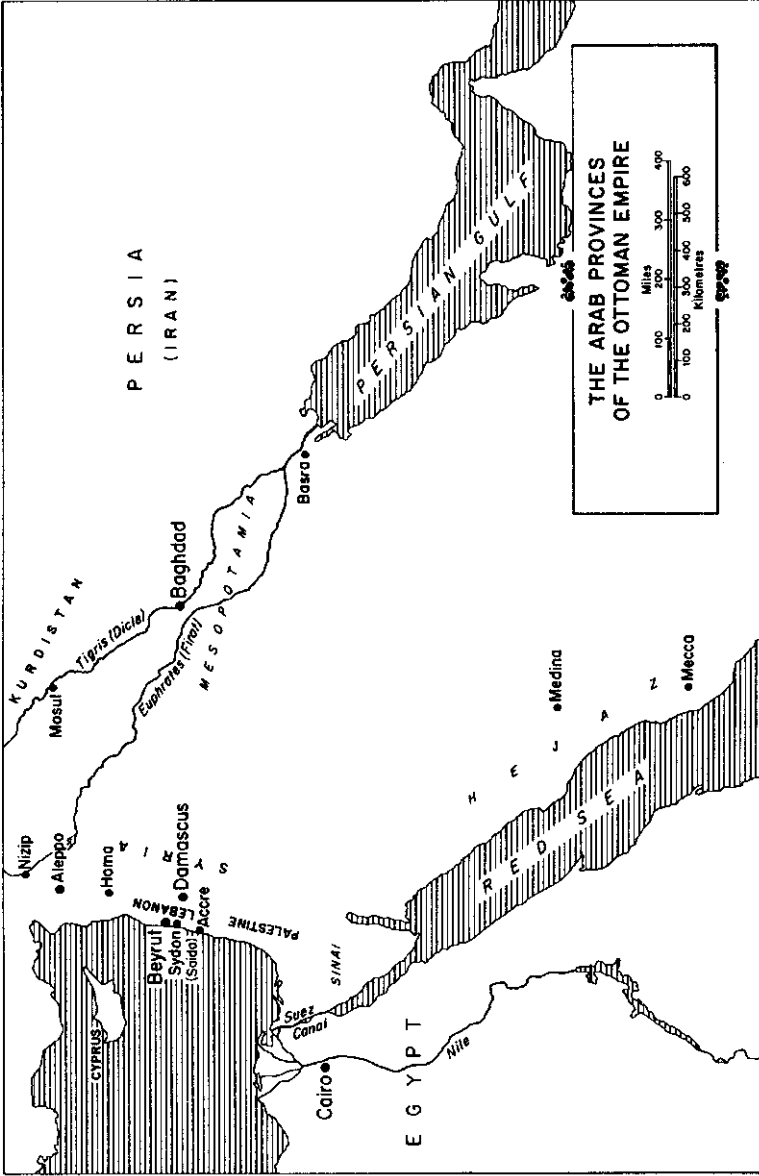 THE ARAB PROVINCES
OF THE OTTOMAN EMPIRE
Miles
0 100 200 300 400
0 100 200 300 400 500 600
Kilometres
PERSIA
(IRAN)
KURDISTAN
Mosul
Tigris (Dicle)
Baghdad
Euphrates (Firat)
MESOPOTAMIA
Basra
PERSIAN GULF
Nizip
Aleppo
Hama
SYRIA
Damascus
LEBANON
Beyrut
Sydon
(Saida)
Accre
PALESTINE
CYPRUS
SINAI
Suez
Canal
Cairo
EGYPT
Nile
RED SEA
HEJAZ
Medina
Mecca